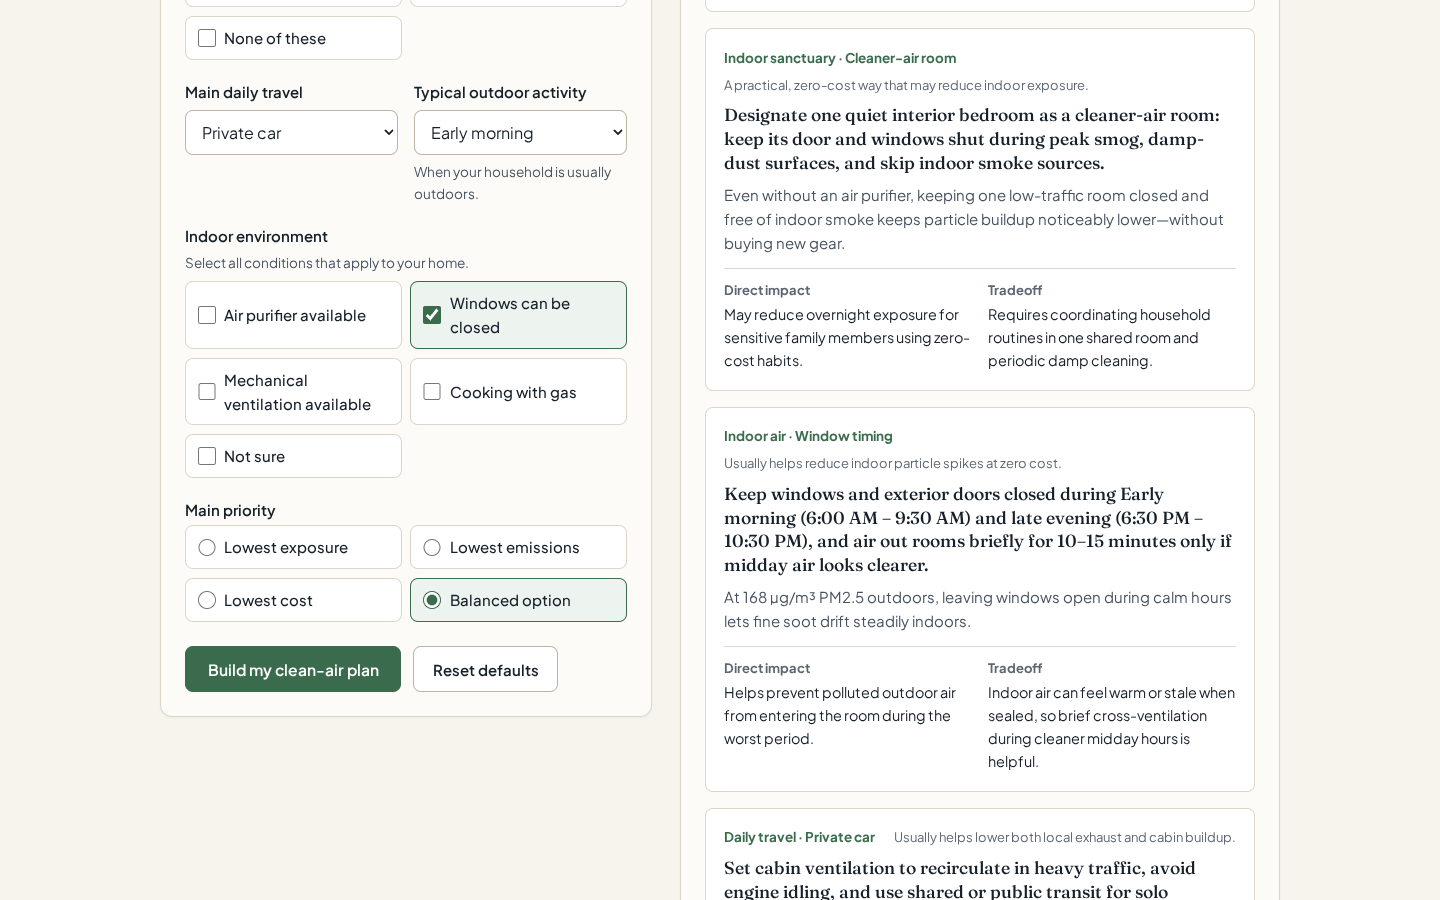 None of these
Main daily travel
Typical outdoor activity
Private car
Early morning
When your household is usually
outdoors.
Indoor environment
Select all conditions that apply to your home.
Air purifier available
Windows can be
closed
Mechanical
ventilation available
Cooking with gas
Not sure
Main priority
Lowest exposure
Lowest emissions
Lowest cost
Balanced option
Build my clean-air plan
Reset defaults
Indoor sanctuary · Cleaner-air room
A practical, zero-cost way that may reduce indoor exposure.
Designate one quiet interior bedroom as a cleaner-air room:
keep its door and windows shut during peak smog, damp-
dust surfaces, and skip indoor smoke sources.
Even without an air purifier, keeping one low-traffic room closed and
free of indoor smoke keeps particle buildup noticeably lower—without
buying new gear.
Direct impact
May reduce overnight exposure for
sensitive family members using zero-
cost habits.
Tradeoff
Requires coordinating household
routines in one shared room and
periodic damp cleaning.
Indoor air · Window timing
Usually helps reduce indoor particle spikes at zero cost.
Keep windows and exterior doors closed during Early
morning (6:00 AM – 9:30 AM) and late evening (6:30 PM –
10:30 PM), and air out rooms briefly for 10–15 minutes only if
midday air looks clearer.
At 168 µg/m³ PM2.5 outdoors, leaving windows open during calm hours
lets fine soot drift steadily indoors.
Direct impact
Helps prevent polluted outdoor air
from entering the room during the
worst period.
Tradeoff
Indoor air can feel warm or stale when
sealed, so brief cross-ventilation
during cleaner midday hours is
helpful.
Daily travel · Private car
Usually helps lower both local exhaust and cabin buildup.
Set cabin ventilation to recirculate in heavy traffic, avoid
engine idling, and use shared or public transit for solo